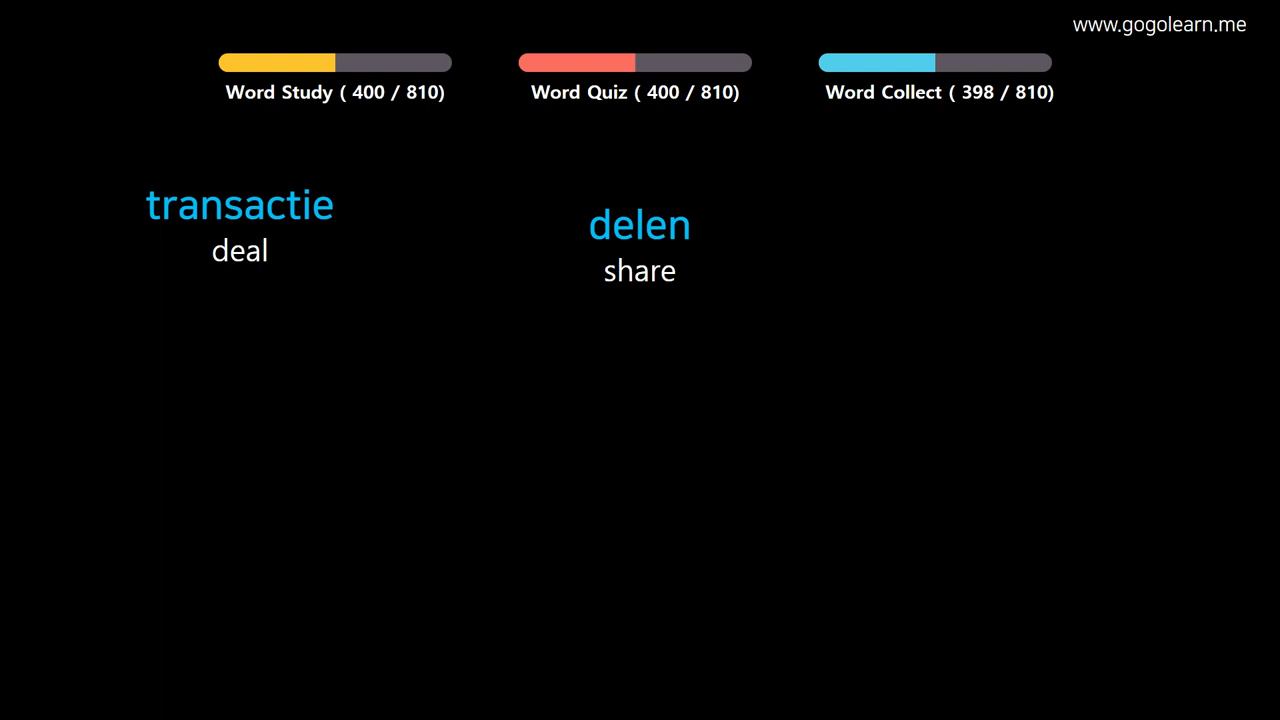 www.gogolearn.me
Word Study ( 400 / 810)
Word Quiz ( 400 / 810)
Word Collect ( 398 / 810)
transactie
deal
delen
share